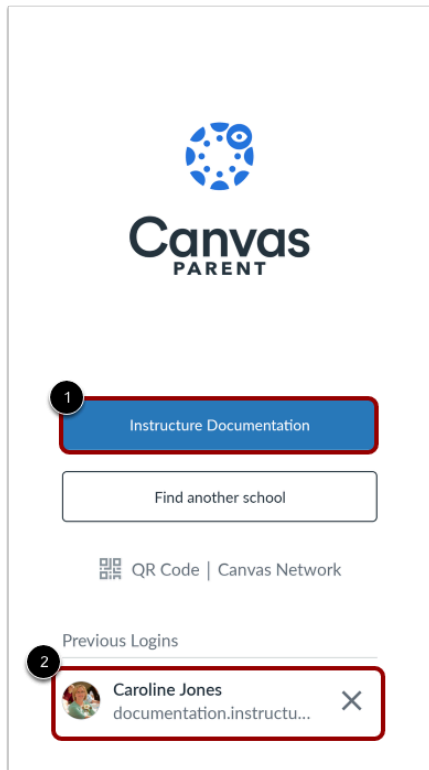 Canvas
PARENT
1
Instructure Documentation
Find another school
QR Code | Canvas Network
Previous Logins
2
Caroline Jones
documentation.instructu...